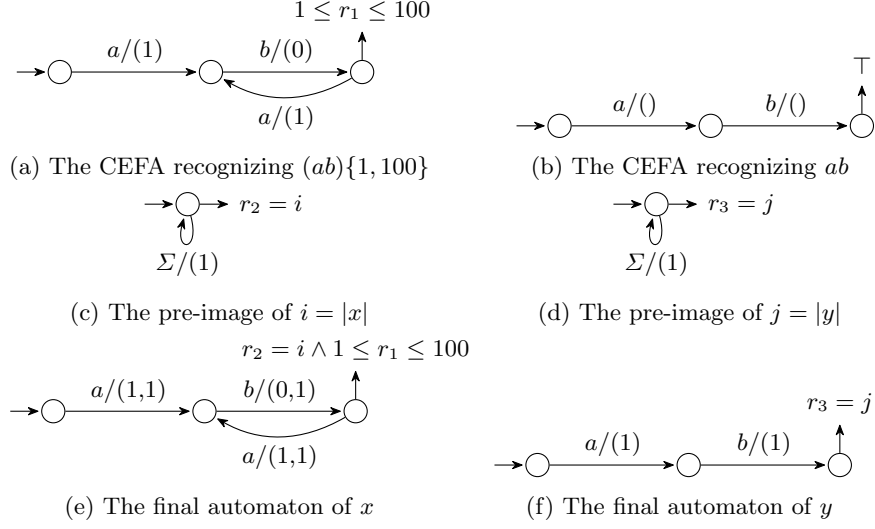 1 ≤ r₁ ≤ 100
a/(1) b/(0)
a/(1)
(a) The CEFA recognizing (ab){1, 100}
⊤
a/() b/()
(b) The CEFA recognizing ab
r₂ = i
Σ/(1)
(c) The pre-image of i = |x|
r₃ = j
Σ/(1)
(d) The pre-image of j = |y|
r₂ = i ∧ 1 ≤ r₁ ≤ 100
a/(1,1) b/(0,1)
a/(1,1)
(e) The final automaton of x
r₃ = j
a/(1) b/(1)
(f) The final automaton of y